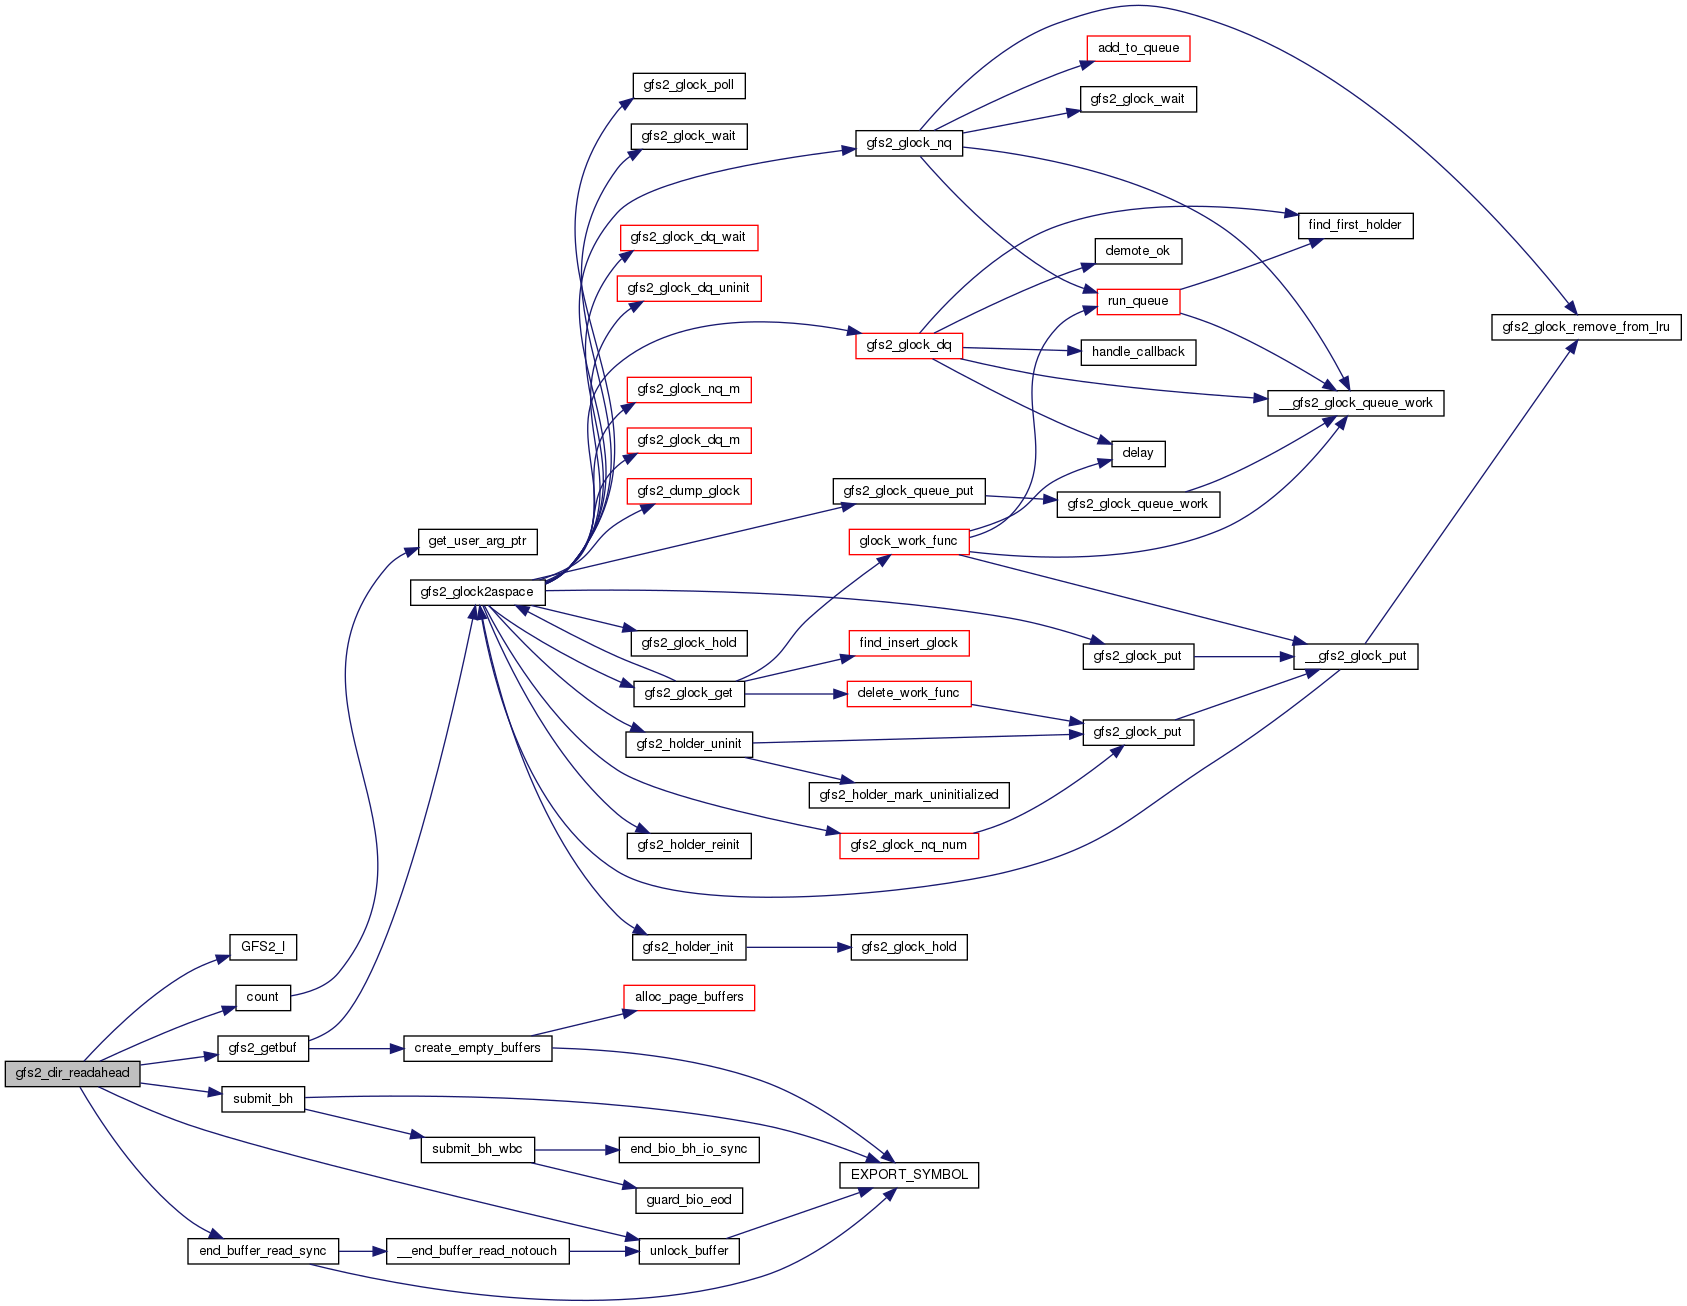 add_to_queue
gfs2_glock_poll
gfs2_glock_wait
gfs2_glock_wait
gfs2_glock_nq
find_first_holder
gfs2_glock_dq_wait
demote_ok
gfs2_glock_dq_uninit
run_queue
gfs2_glock_remove_from_lru
gfs2_glock_dq
handle_callback
gfs2_glock_nq_m
__gfs2_glock_queue_work
gfs2_glock_dq_m
delay
gfs2_dump_glock
gfs2_glock_queue_put
gfs2_glock_queue_work
get_user_arg_ptr
glock_work_func
gfs2_glock2aspace
gfs2_glock_hold
find_insert_glock
gfs2_glock_put
__gfs2_glock_put
gfs2_glock_get
delete_work_func
gfs2_glock_put
gfs2_holder_uninit
gfs2_holder_mark_uninitialized
gfs2_holder_reinit
gfs2_glock_nq_num
GFS2_I
gfs2_holder_init
gfs2_glock_hold
count
alloc_page_buffers
gfs2_getbuf
create_empty_buffers
gfs2_dir_readahead
submit_bh
submit_bh_wbc
end_bio_bh_io_sync
EXPORT_SYMBOL
guard_bio_eod
end_buffer_read_sync
__end_buffer_read_notouch
unlock_buffer